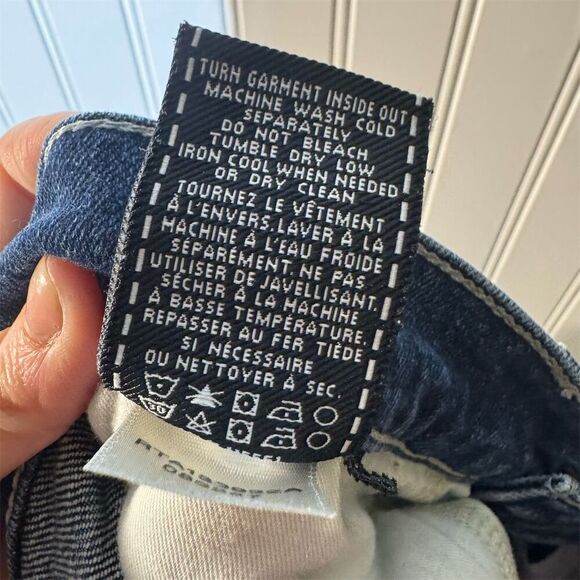 TURN GARMENT INSIDE OUT
MACHINE WASH COLD
SEPARATELY
DO NOT BLEACH
TUMBLE DRY LOW
IRON COOL WHEN NEEDED
OR DRY CLEAN
TOURNEZ LE VÊTEMENT
À L'ENVERS. LAVER À LA
MACHINE À L'EAU FROIDE
SÉPARÉMENT. NE PAS
UTILISER DE JAVELLISANT.
SÉCHER À LA MACHINE
À BASSE TEMPÉRATURE.
REPASSER AU FER TIÈDE
SI NÉCESSAIRE
OU NETTOYER À SEC.
30